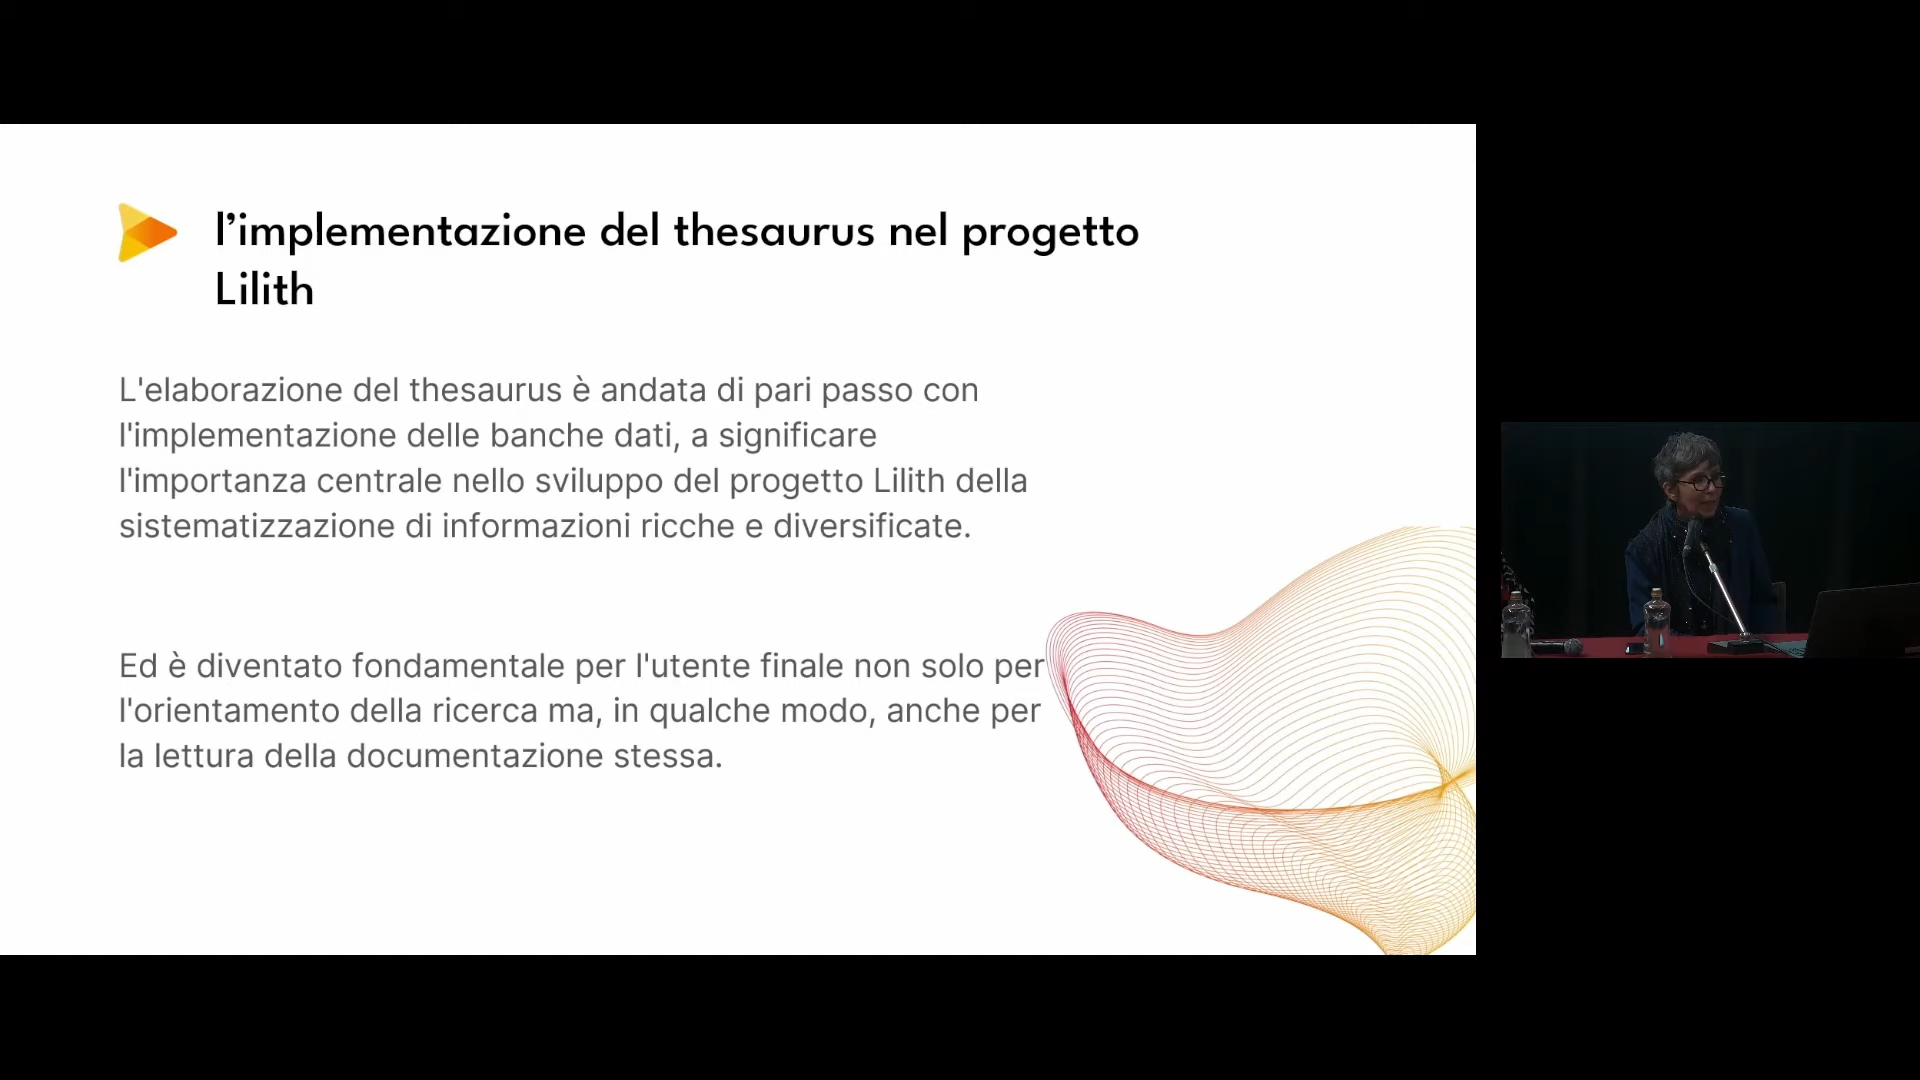 l’implementazione del thesaurus nel progetto
Lilith
L'elaborazione del thesaurus è andata di pari passo con
l'implementazione delle banche dati, a significare
l'importanza centrale nello sviluppo del progetto Lilith della
sistematizzazione di informazioni ricche e diversificate.
Ed è diventato fondamentale per l'utente finale non solo per
l'orientamento della ricerca ma, in qualche modo, anche per
la lettura della documentazione stessa.